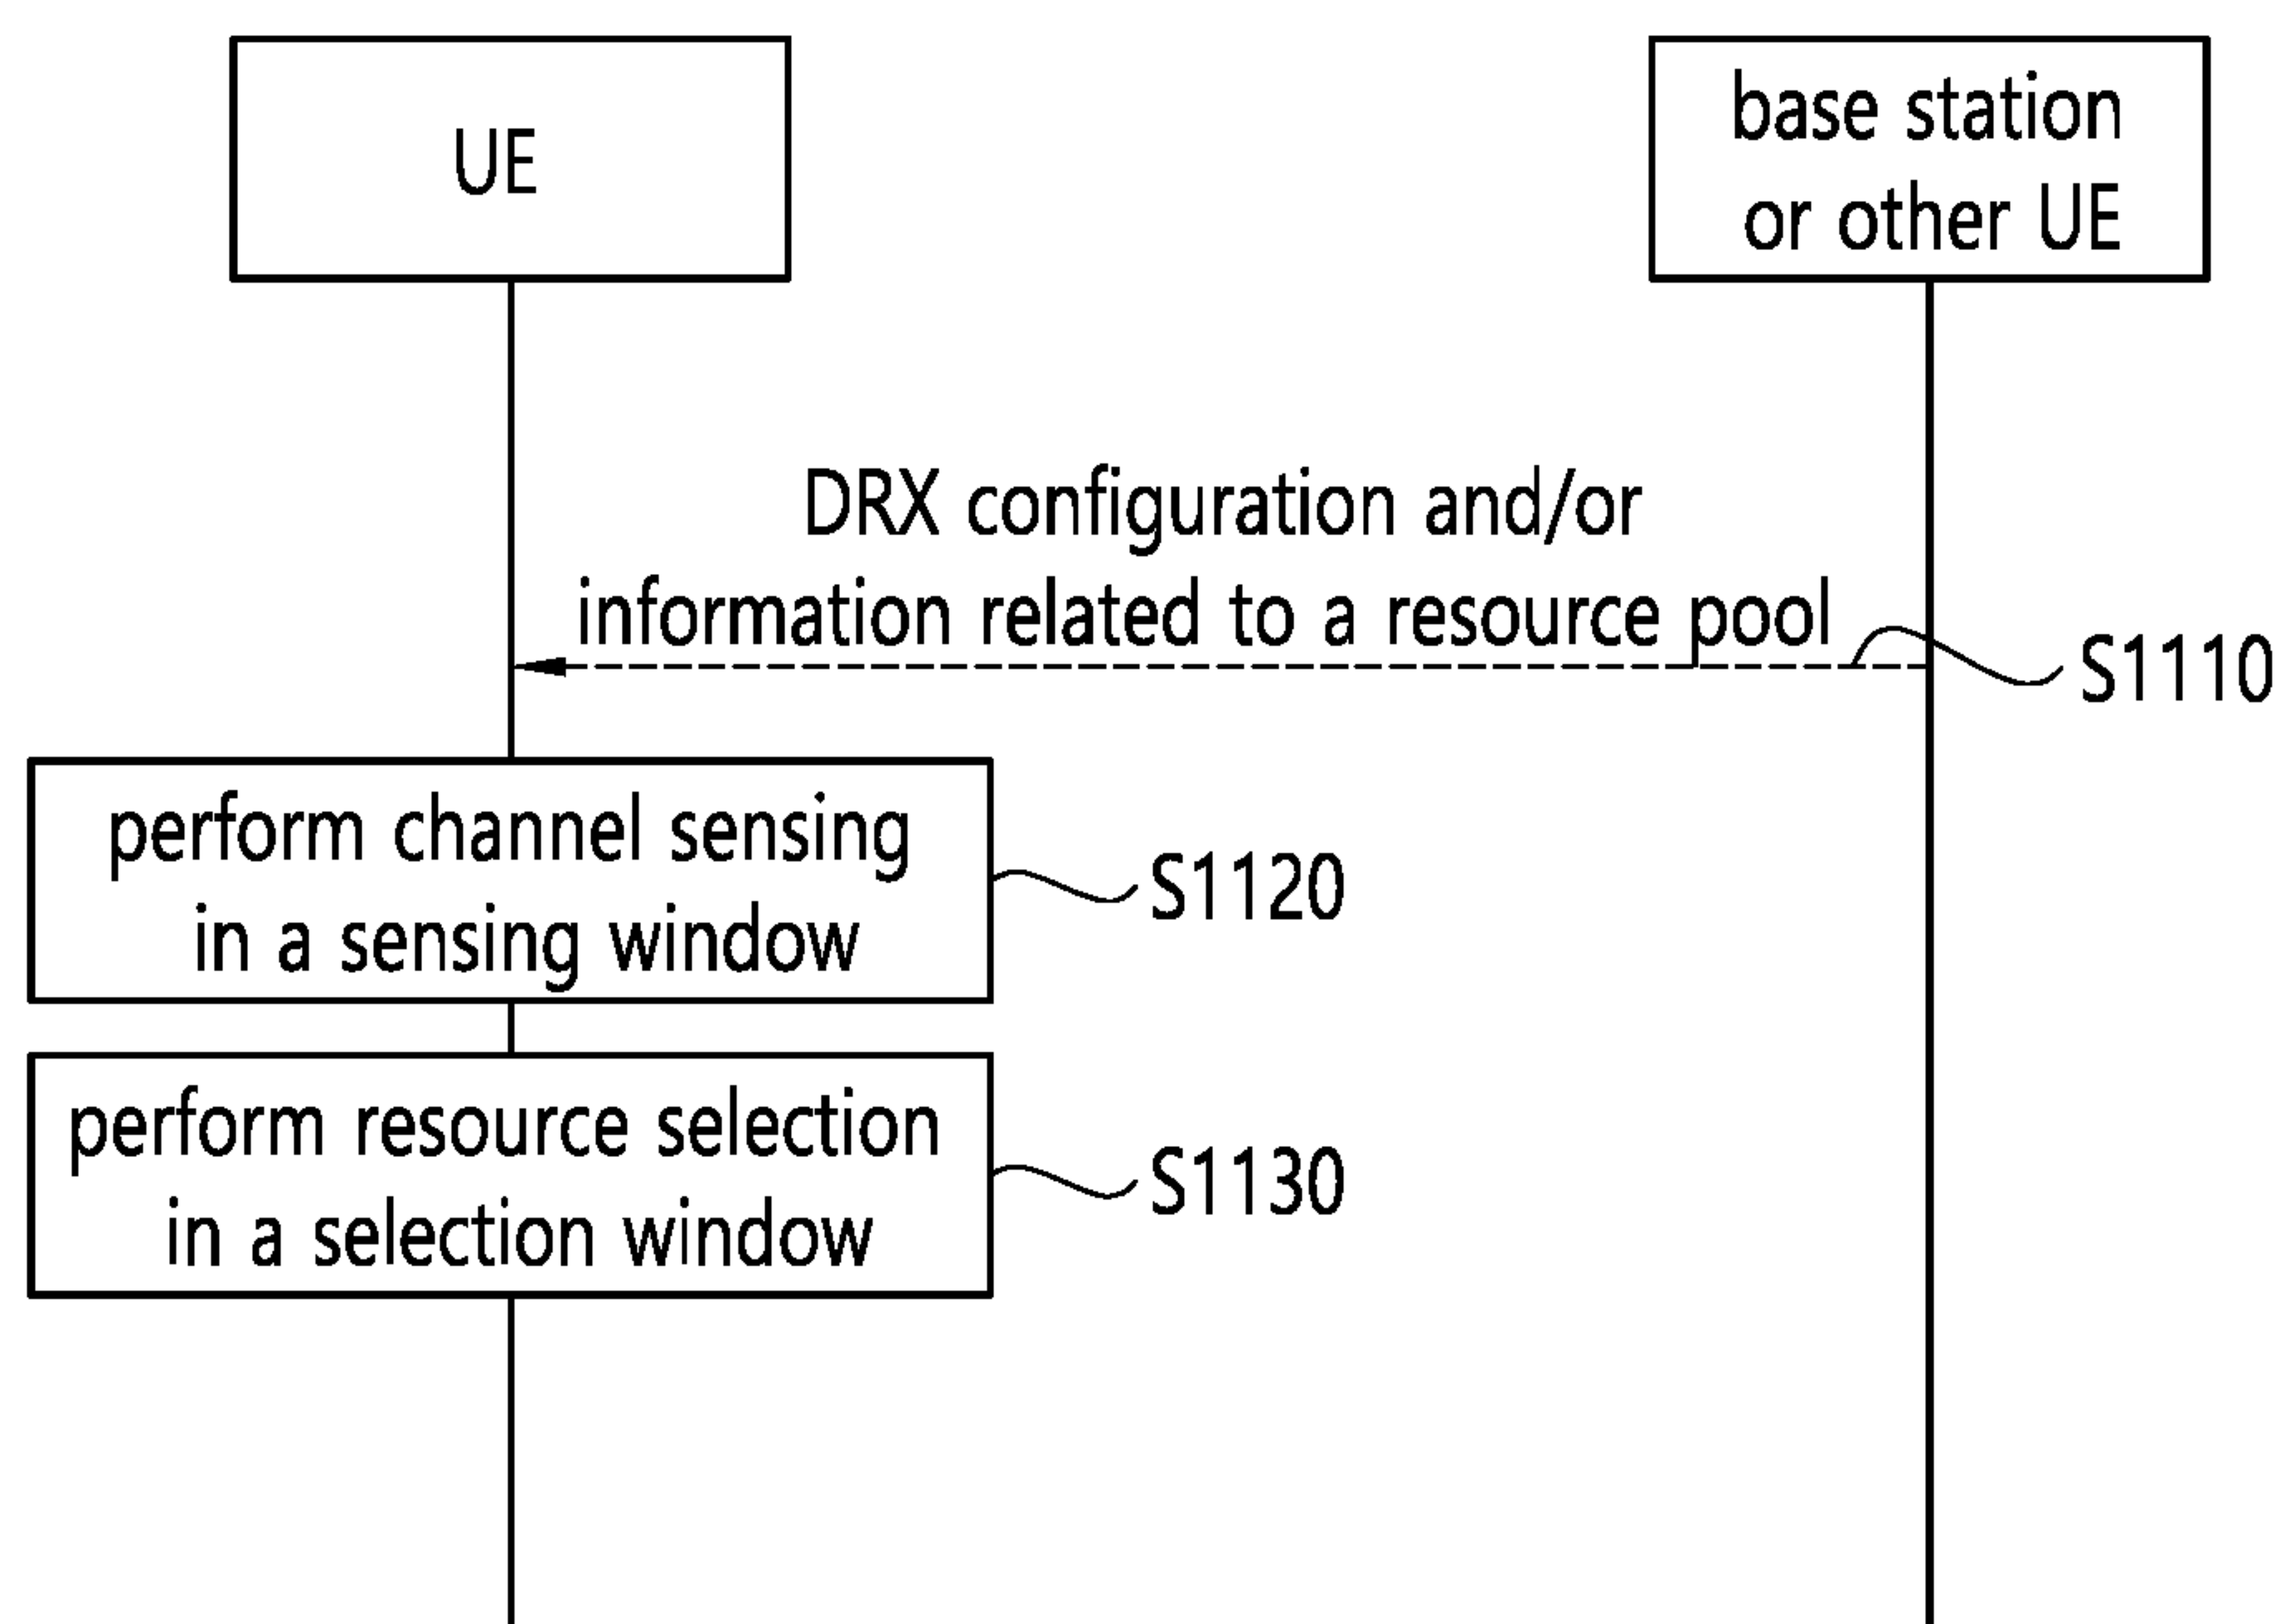 UE
base station
or other UE
DRX configuration and/or
information related to a resource pool
S1110
perform channel sensing
in a sensing window
S1120
perform resource selection
in a selection window
S1130